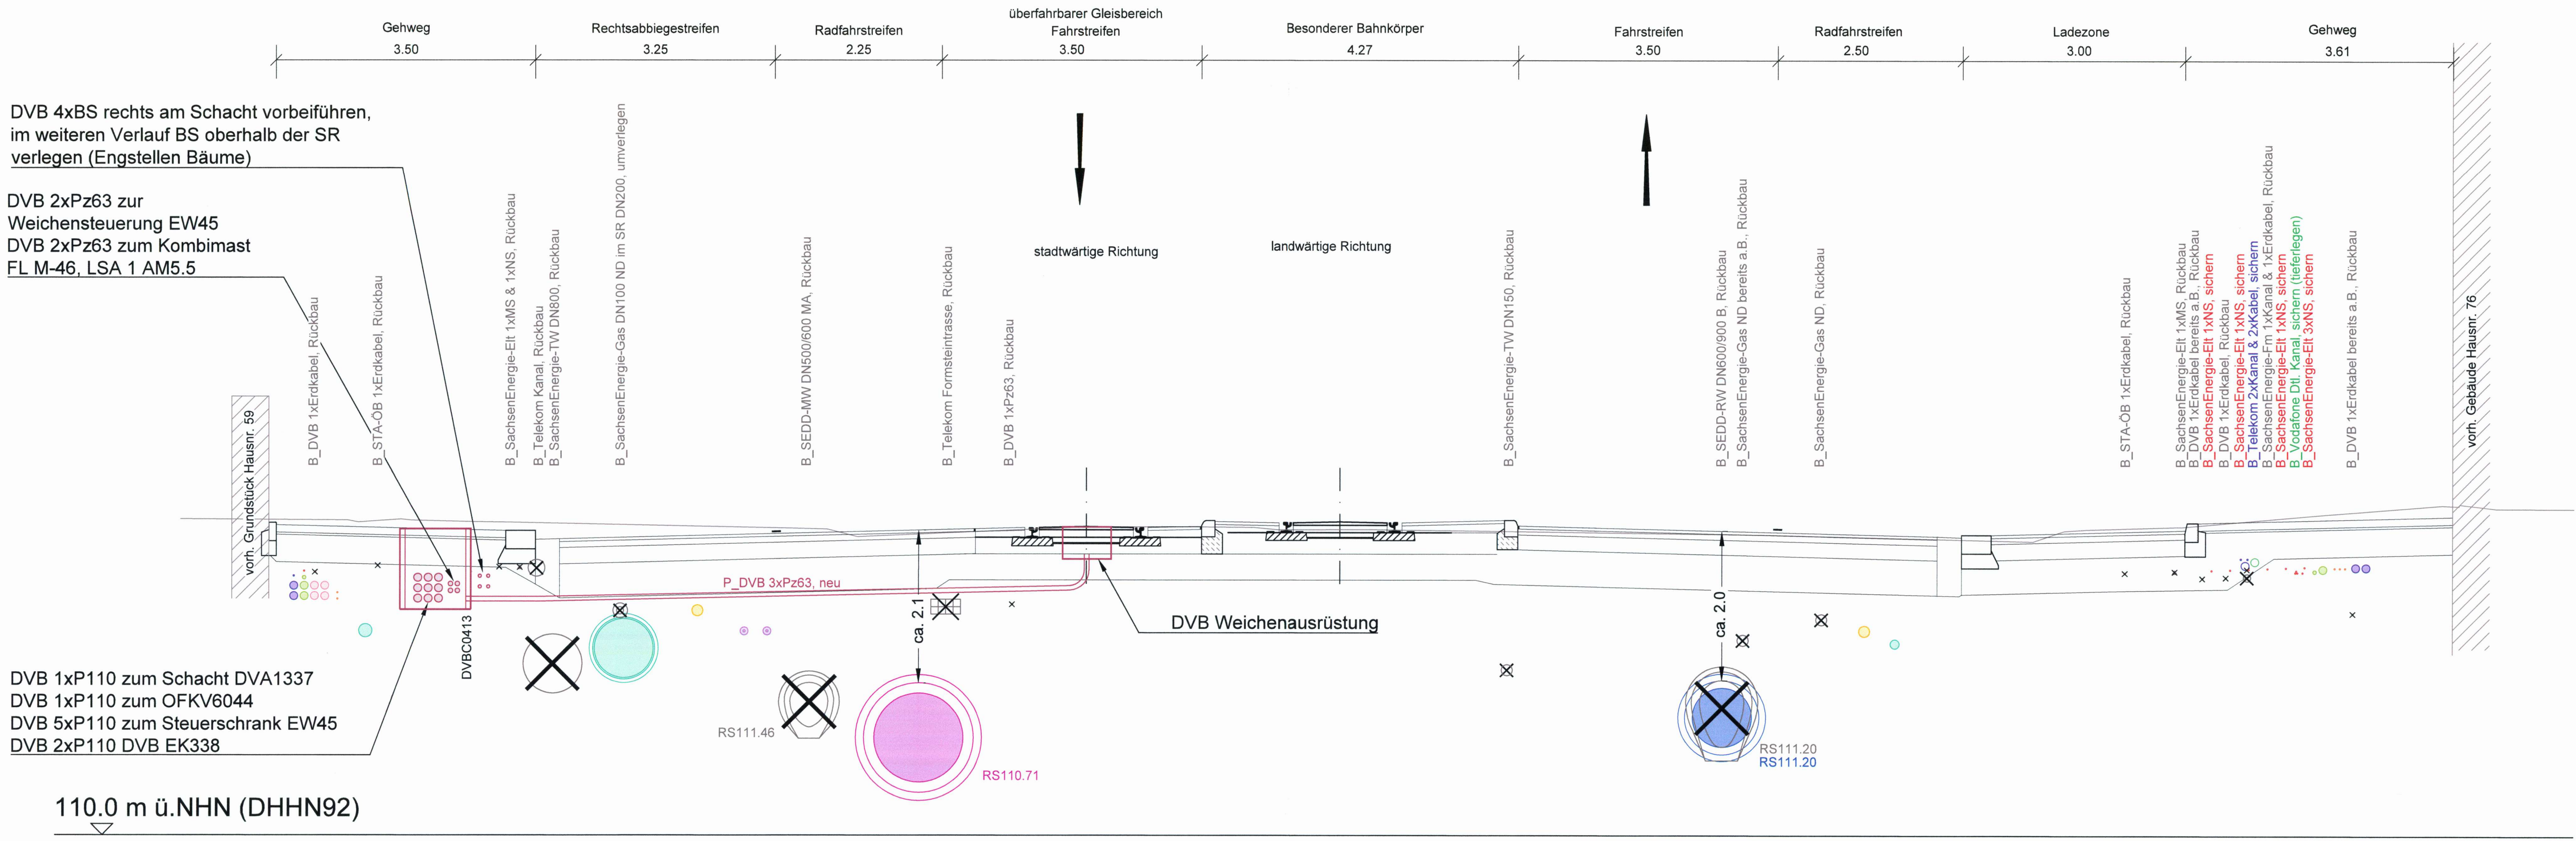 Gehweg
3.50
Rechtsabbiegestreifen
3.25
Radfahrstreifen
2.25
überfahrbarer Gleisbereich
Fahrstreifen
3.50
Besonderer Bahnkörper
4.27
Fahrstreifen
3.50
Radfahrstreifen
2.50
Ladezone
3.00
Gehweg
3.61
DVB 4xBS rechts am Schacht vorbeiführen,
im weiteren Verlauf BS oberhalb der SR
verlegen (Engstellen Bäume)
DVB 2xPz63 zur
Weichensteuerung EW45
DVB 2xPz63 zum Kombimast
FL M-46, LSA 1 AM5.5
stadtwärtige Richtung
landwärtige Richtung
vorh. Grundstück Hausnr. 59
B_DVB 1xErdkabel, Rückbau
B_STA-ÖB 1xErdkabel, Rückbau
B_SachsenEnergie-Elt 1xMS & 1xNS, Rückbau
B_Telekom Kanal, Rückbau
B_SachsenEnergie-TW DN800, Rückbau
B_SachsenEnergie-Gas DN100 ND im SR DN200, umverlegen
B_SEDD-MW DN500/600 MA, Rückbau
B_Telekom Formsteintrasse, Rückbau
B_DVB 1xPz63, Rückbau
B_SachsenEnergie-TW DN150, Rückbau
B_SEDD-RW DN600/900 B, Rückbau
B_SachsenEnergie-Gas ND bereits a.B., Rückbau
B_SachsenEnergie-Gas ND, Rückbau
B_STA-ÖB 1xErdkabel, Rückbau
B_SachsenEnergie-Elt 1xMS, Rückbau
B_DVB 1xErdkabel bereits a.B., Rückbau
B_SachsenEnergie-Elt 1xNS, sichern
B_DVB 1xErdkabel, Rückbau
B_SachsenEnergie-Elt 1xNS, sichern
B_Telekom 2xKanal & 2xKabel, sichern
B_SachsenEnergie-Fm 1xKanal & 1xErdkabel, Rückbau
B_SachsenEnergie-Elt 1xNS, sichern
B_Vodafone Dtl. Kanal, sichern (tieferlegen)
B_SachsenEnergie-Elt 3xNS, sichern
B_DVB 1xErdkabel bereits a.B., Rückbau
vorh. Gebäude Hausnr. 76
P_DVB 3xPz63, neu
ca. 2.1
ca. 2.0
DVB Weichenausrüstung
DVBC0413
DVB 1xP110 zum Schacht DVA1337
DVB 1xP110 zum OFKV6044
DVB 5xP110 zum Steuerschrank EW45
DVB 2xP110 DVB EK338
RS111.46
RS110.71
RS111.20
RS111.20
110.0 m ü.NHN (DHHN92)